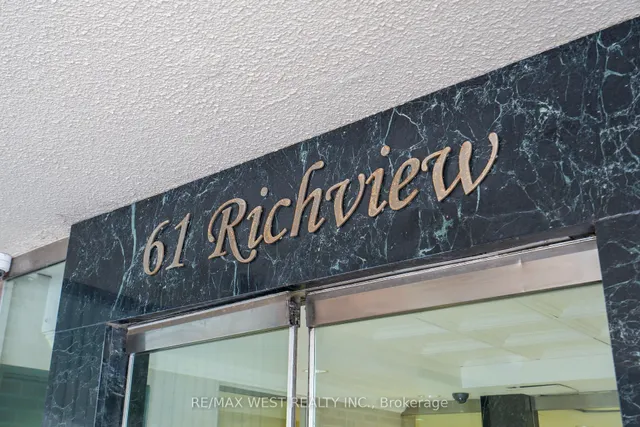 61 Richview
RE/MAX WEST REALTY INC., Brokerage